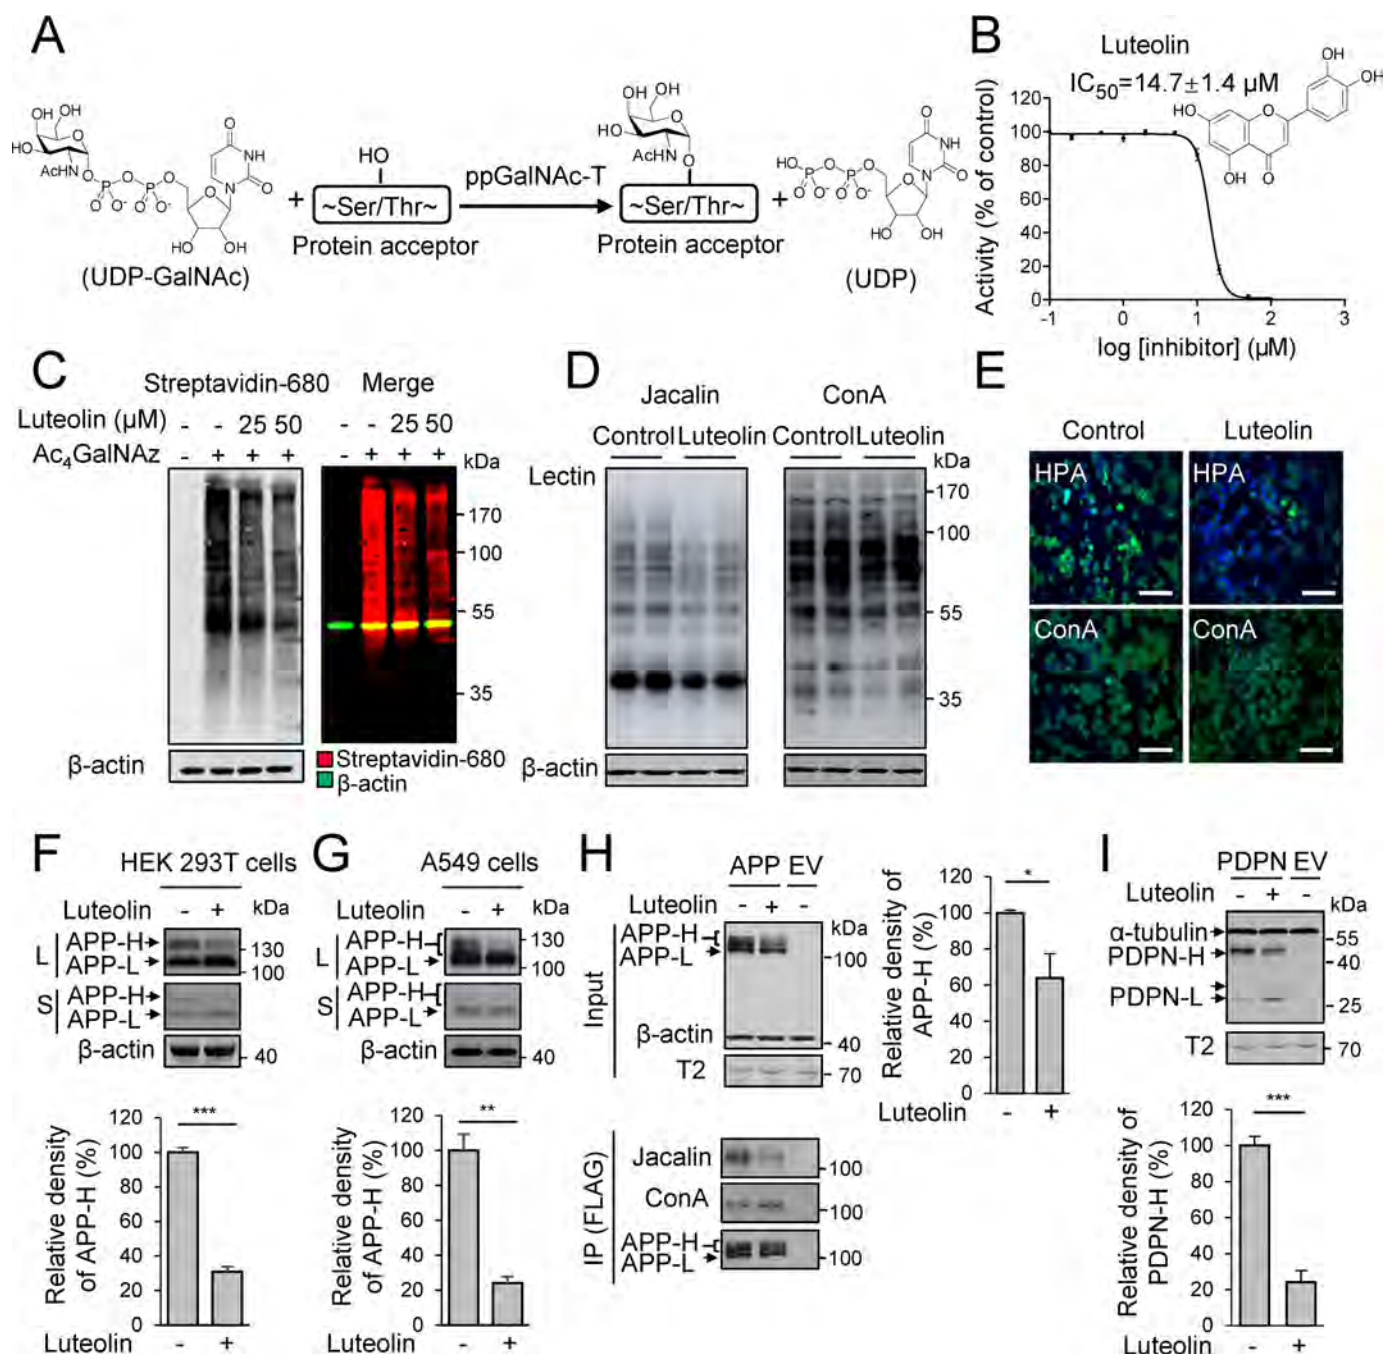 A
OH
OH
HO
O
AcHN
O
O
O
O
P
P
O
O-
O
O-
O
NH
N
O
O
OH OH
(UDP-GalNAc)
+
HO
~Ser/Thr~
Protein acceptor
ppGalNAc-T
OH
OH
HO
O
AcHN
O
~Ser/Thr~
Protein acceptor
+
HO
O
O
P
P
O
O-
O
O-
O
NH
N
O
O
OH OH
(UDP)
B
Luteolin
IC50=14.7±1.4 μM
OH
OH
HO
O
OH
O
Activity (% of control)
120
100
80
60
40
20
0
-1 0 1 2 3
log [inhibitor] (μM)
C
Streptavidin-680 Merge
Luteolin (μM) - - 25 50 - - 25 50
Ac4GalNAz - + + + - + + +
kDa
170
100
55
35
β-actin
Streptavidin-680
β-actin
D
Jacalin ConA
Control Luteolin Control Luteolin
Lectin
kDa
170
100
55
35
β-actin
E
Control Luteolin
HPA HPA
ConA ConA
F
HEK 293T cells
Luteolin - + kDa
L
APP-H
APP-L
130
100
S
APP-H
APP-L
β-actin
40
Relative density
of APP-H (%)
120
100
80
60
40
20
0
***
Luteolin - +
G
A549 cells
Luteolin - + kDa
L
APP-H
APP-L
130
100
S
APP-H
APP-L
β-actin
40
Relative density
of APP-H (%)
120
100
80
60
40
20
0
**
Luteolin - +
H
APP EV
Luteolin - + -
kDa
Input
APP-H
APP-L
100
β-actin
40
T2
70
IP (FLAG)
Jacalin
100
ConA
100
APP-H
APP-L
100
Relative density of
APP-H (%)
120
100
80
60
40
20
0
*
Luteolin - +
I
PDPN EV
Luteolin - + -
kDa
α-tubulin
55
PDPN-H
40
PDPN-L
25
T2
70
Relative density of
PDPN-H (%)
120
100
80
60
40
20
0
***
Luteolin - +